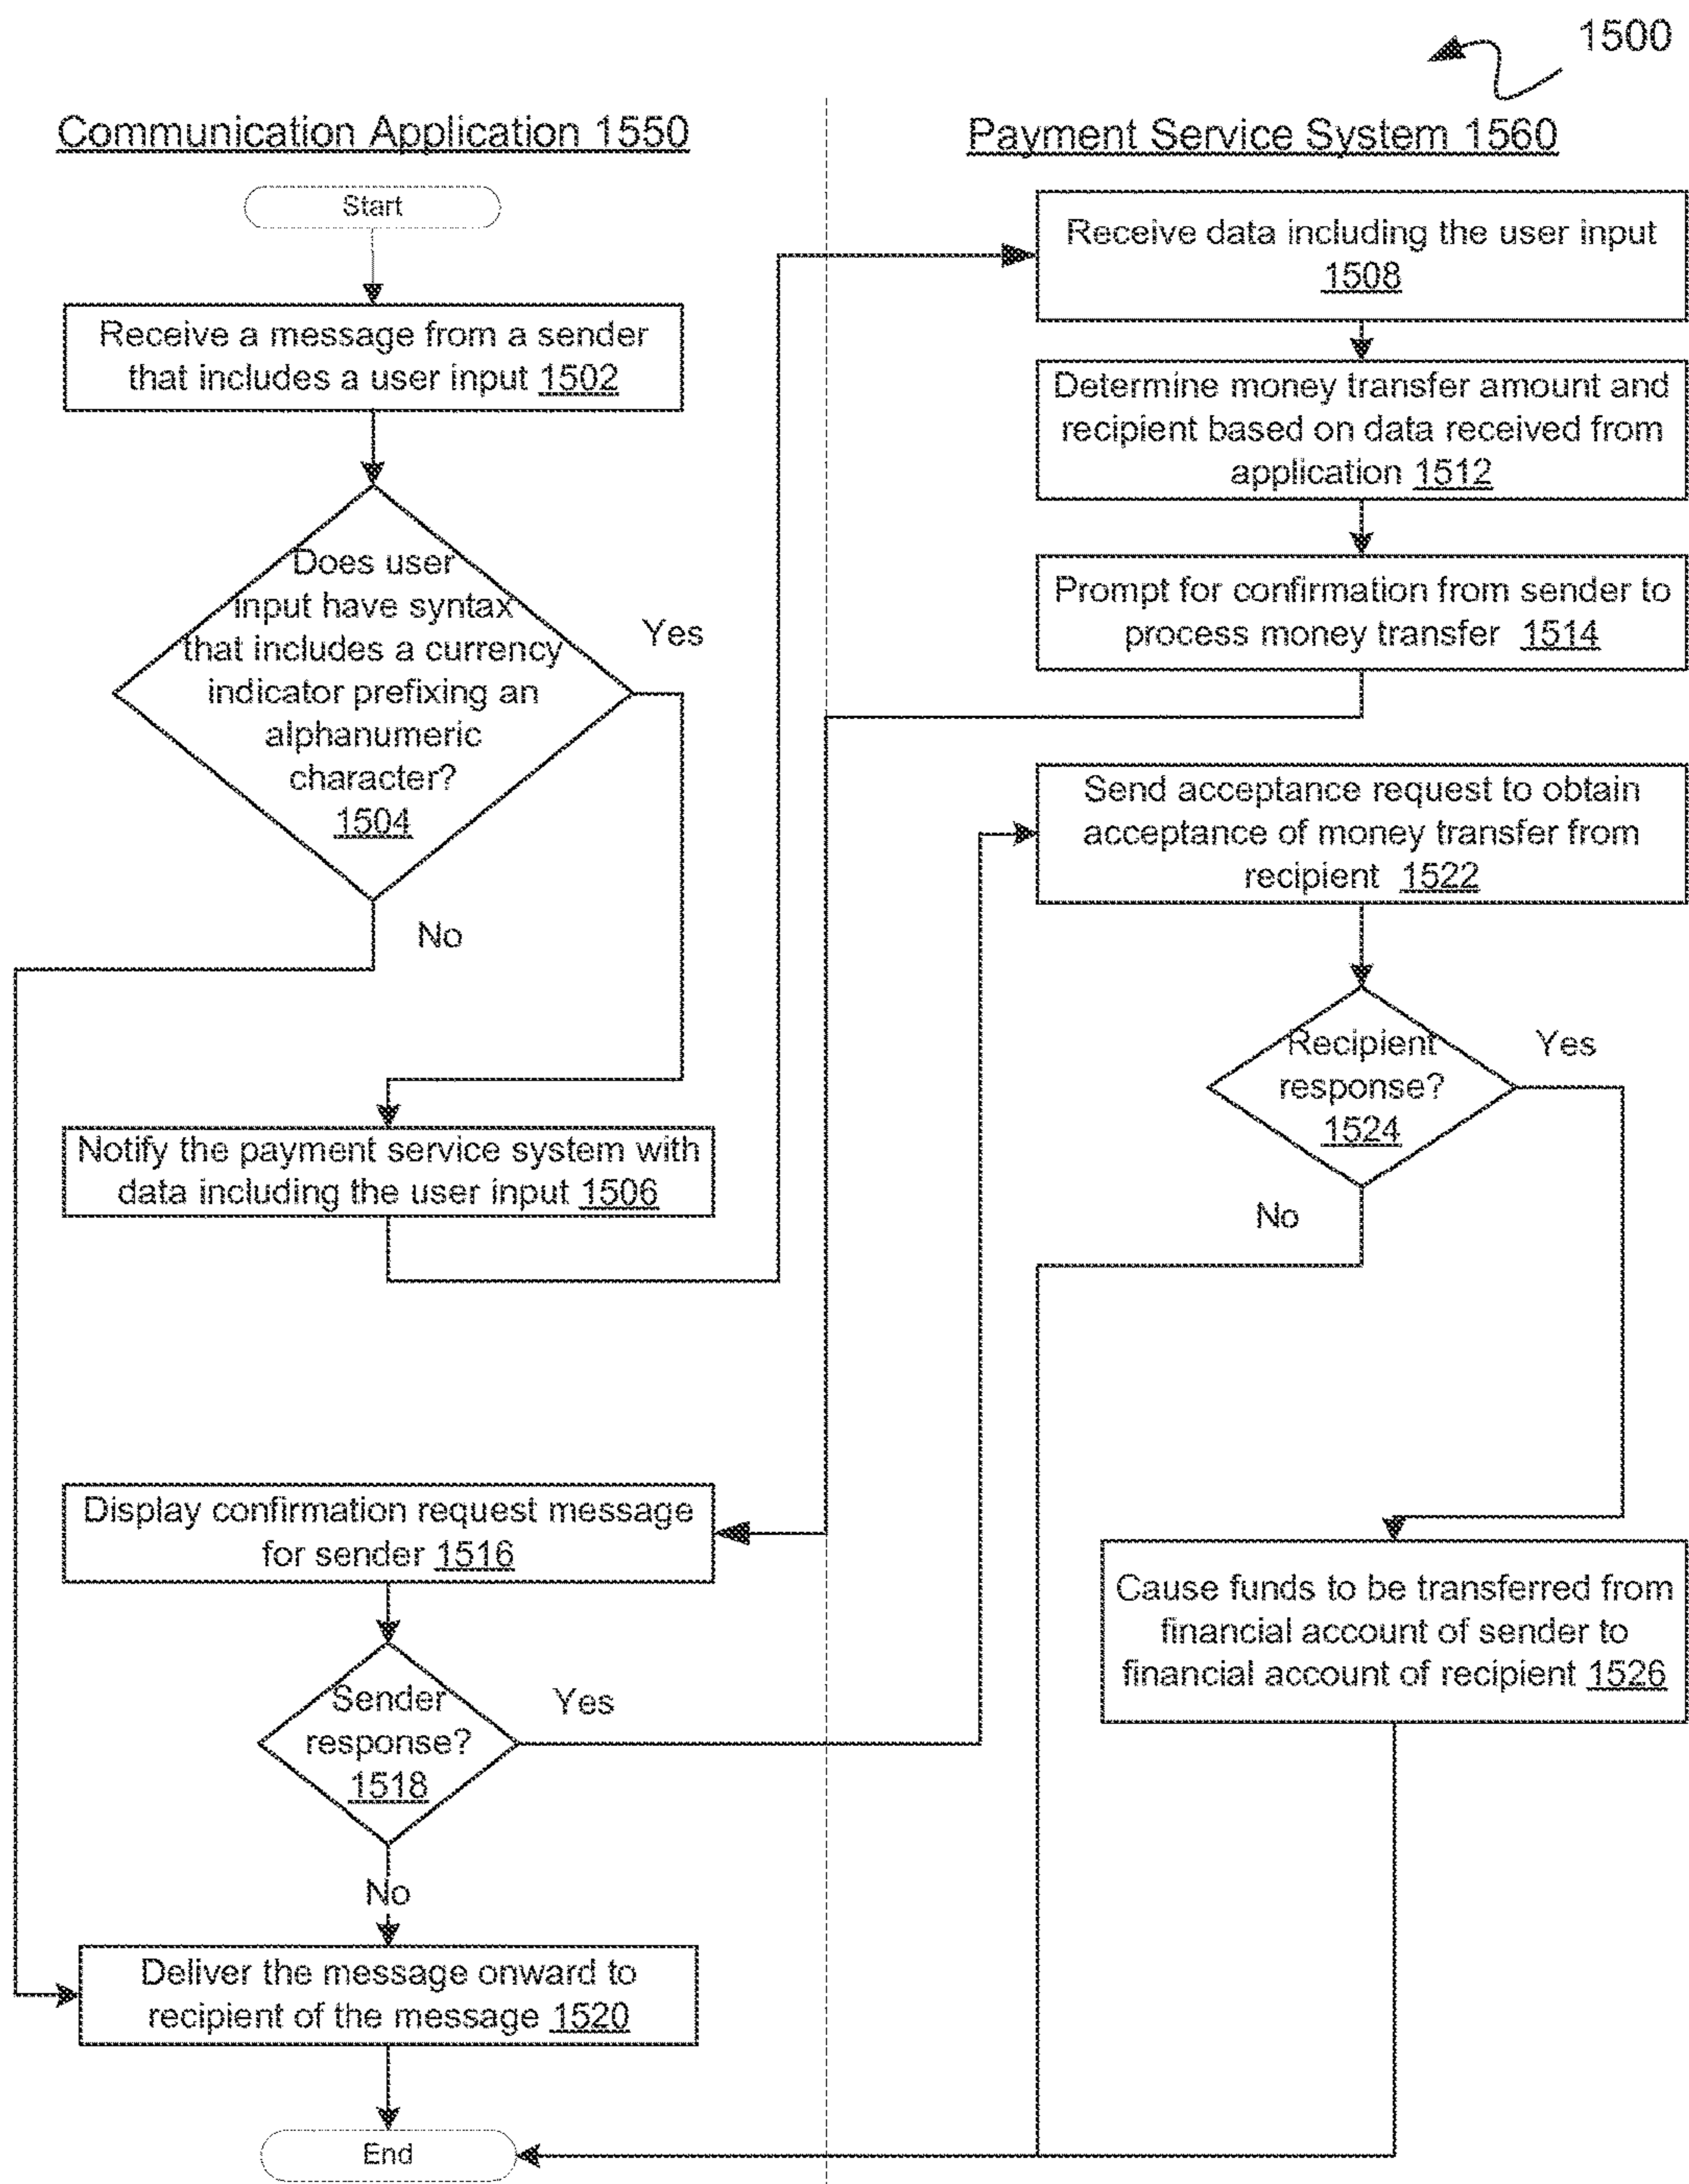 1500
Communication Application 1550
Start
Receive a message from a sender
that includes a user input 1502
Does user
input have syntax
that includes a currency
indicator prefixing an
alphanumeric
character?
1504
Yes
No
Notify the payment service system with
data including the user input 1506
Display confirmation request message
for sender 1516
Sender
response?
1518
Yes
No
Deliver the message onward to
recipient of the message 1520
End
Payment Service System 1560
Receive data including the user input
1508
Determine money transfer amount and
recipient based on data received from
application 1512
Prompt for confirmation from sender to
process money transfer 1514
Send acceptance request to obtain
acceptance of money transfer from
recipient 1522
Recipient
response?
1524
Yes
No
Cause funds to be transferred from
financial account of sender to
financial account of recipient 1526